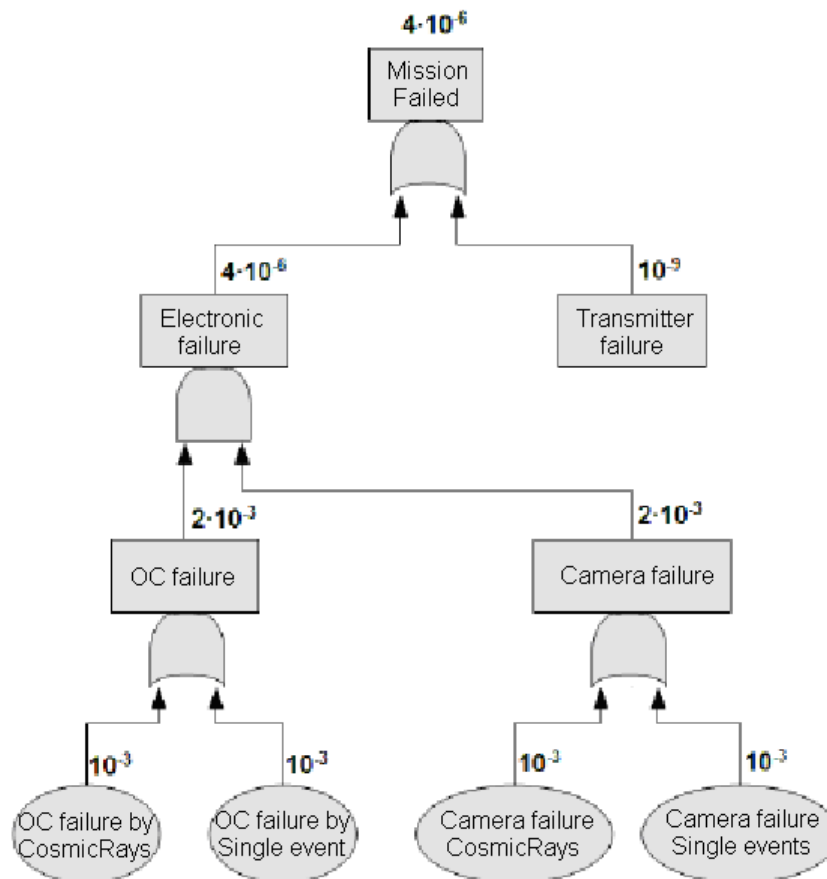 4·10⁻⁶
Mission
Failed
4·10⁻⁶
10⁻⁹
Electronic
failure
Transmitter
failure
2·10⁻³
2·10⁻³
OC failure
Camera failure
10⁻³
10⁻³
10⁻³
10⁻³
OC failure by
CosmicRays
OC failure by
Single event
Camera failure
CosmicRays
Camera failure
Single events